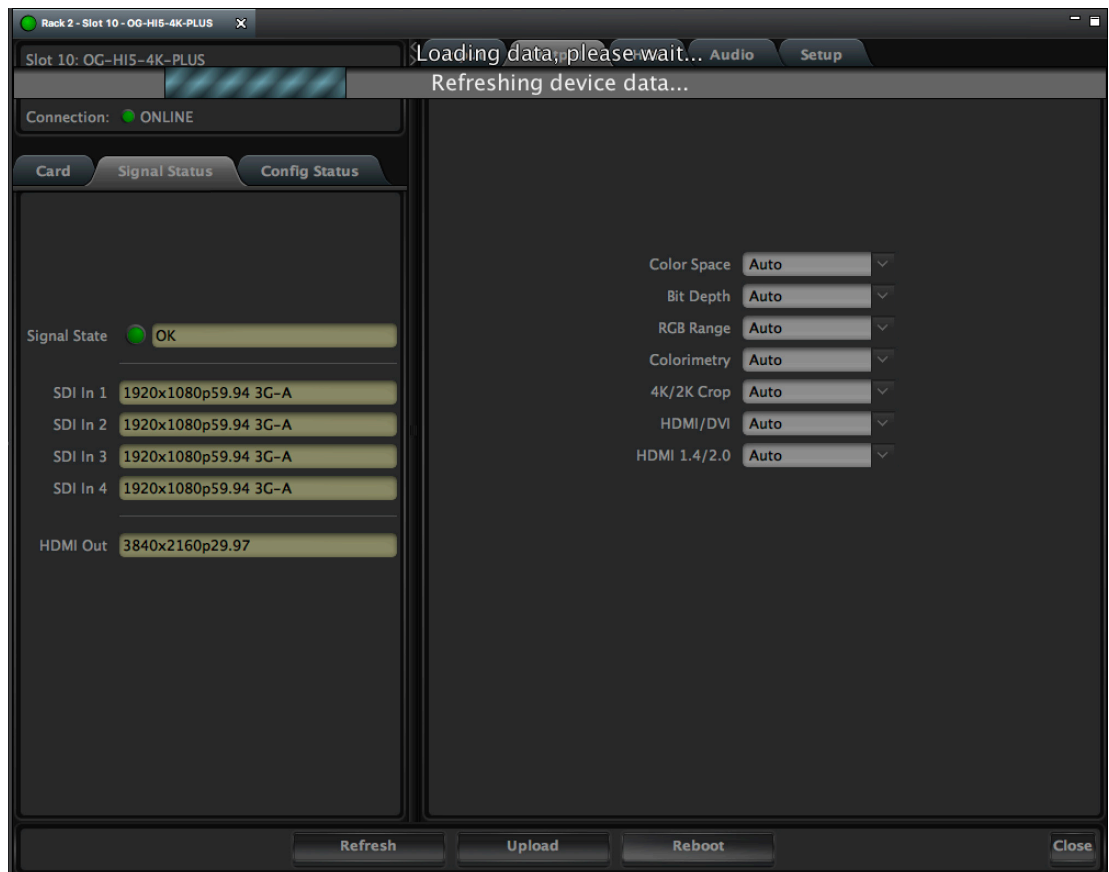 Rack 2 - Slot 10 - OG-HI5-4K-PLUS X
Slot 10: OG-HI5-4K-PLUS
Loading data, please wait...
Audio
Setup
Refreshing device data...
Connection: ONLINE
Card
Signal Status
Config Status
Signal State OK
SDI In 1 1920x1080p59.94 3G-A
SDI In 2 1920x1080p59.94 3G-A
SDI In 3 1920x1080p59.94 3G-A
SDI In 4 1920x1080p59.94 3G-A
HDMI Out 3840x2160p29.97
Color Space Auto
Bit Depth Auto
RGB Range Auto
Colorimetry Auto
4K/2K Crop Auto
HDMI/DVI Auto
HDMI 1.4/2.0 Auto
Refresh
Upload
Reboot
Close